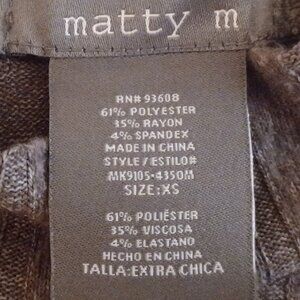 matty m
RN# 93608
61% POLYESTER
35% RAYON
4% SPANDEX
MADE IN CHINA
STYLE / ESTILO#
MK9105-4350M
SIZE: XS
61% POLIÉSTER
35% VISCOSA
4% ELASTANO
HECHO EN CHINA
TALLA: EXTRA CHICA